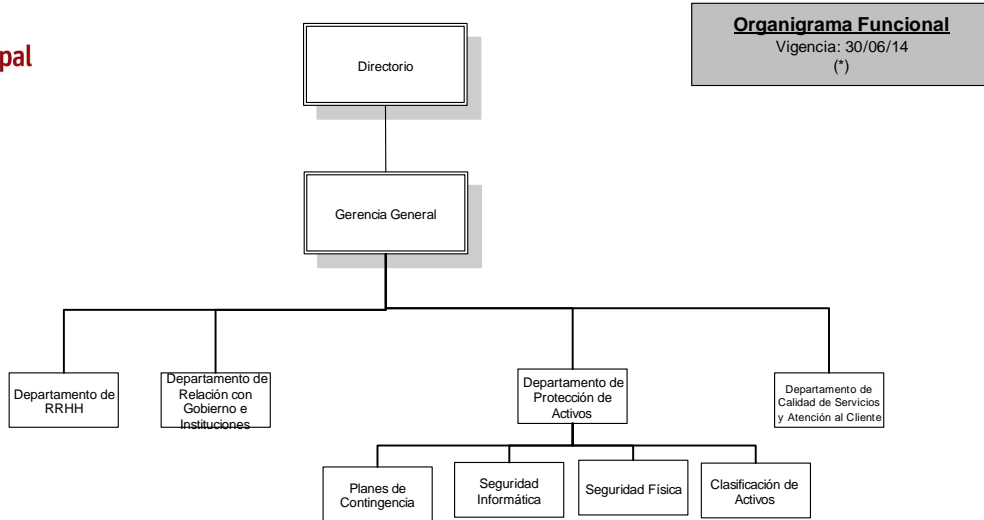 pal
Organigrama Funcional
Vigencia: 30/06/14
(*)
Directorio
Gerencia General
Departamento de
RRHH
Departamento de
Relación con
Gobierno e
Instituciones
Departamento de
Protección de
Activos
Departamento de
Calidad de Servicios
y Atención al Cliente
Planes de
Contingencia
Seguridad
Informática
Seguridad Física
Clasificación de
Activos